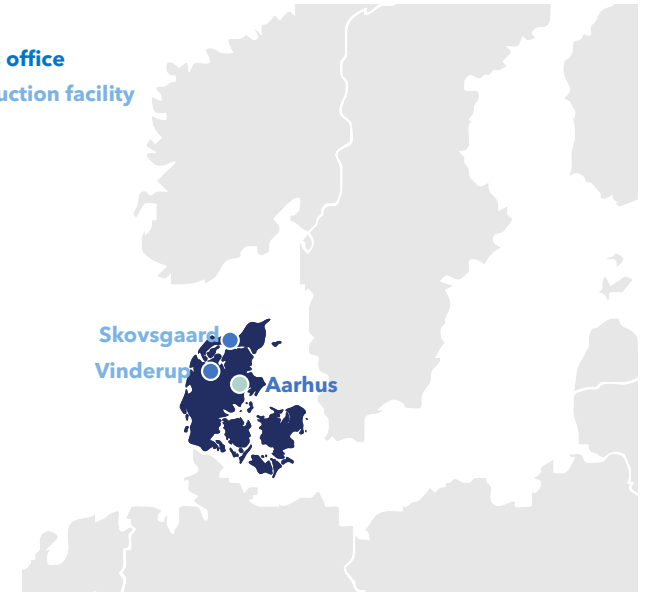 office
uction facility
Skovsgaard
Vinderup
Aarhus